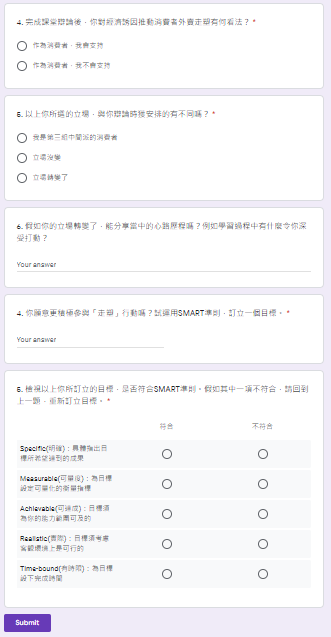 4. 完成課堂辯論後，你對經濟誘因推動消費者外賣走塑有何看法？ *
作為消費者，我會支持
作為消費者，我不會支持
5. 以上你所選的立場，與你辯論時被安排的有不同嗎？ *
我是第三組中間派的消費者
立場沒變
立場轉變了
6. 假如你的立場轉變了，能分享當中的心路歷程嗎？例如學習過程中有什麼令你深
受打動？
Your answer
4. 你願意更積極參與「走塑」行動嗎？試運用SMART準則，訂立一個目標。 *
Your answer
5. 檢視以上你所訂立的目標，是否符合SMART準則。假如其中一項不符合，請回到
上一題，重新訂立目標。 *
符合 不符合
Specific(明確)：具體指出目
標所希望達到的成果
Measurable(可量度)：為目標
設定可量化的衡量指標
Achievable(可達成)：目標須
為你的能力範圍可及的
Realistic(實際)：目標須考慮
客觀環境上是可行的
Time-bound(有時限)：為目標
設下完成時間
Submit